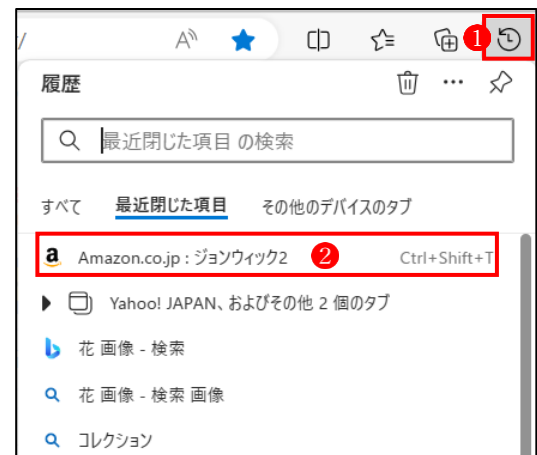 / A 1
履歴
最近閉じた項目 の検索
すべて 最近閉じた項目 その他のデバイスのタブ
a Amazon.co.jp : ジョンウィック2 2 Ctrl+Shift+T
Yahoo! JAPAN、およびその他 2 個のタブ
花 画像 - 検索
花 画像 - 検索 画像
コレクション